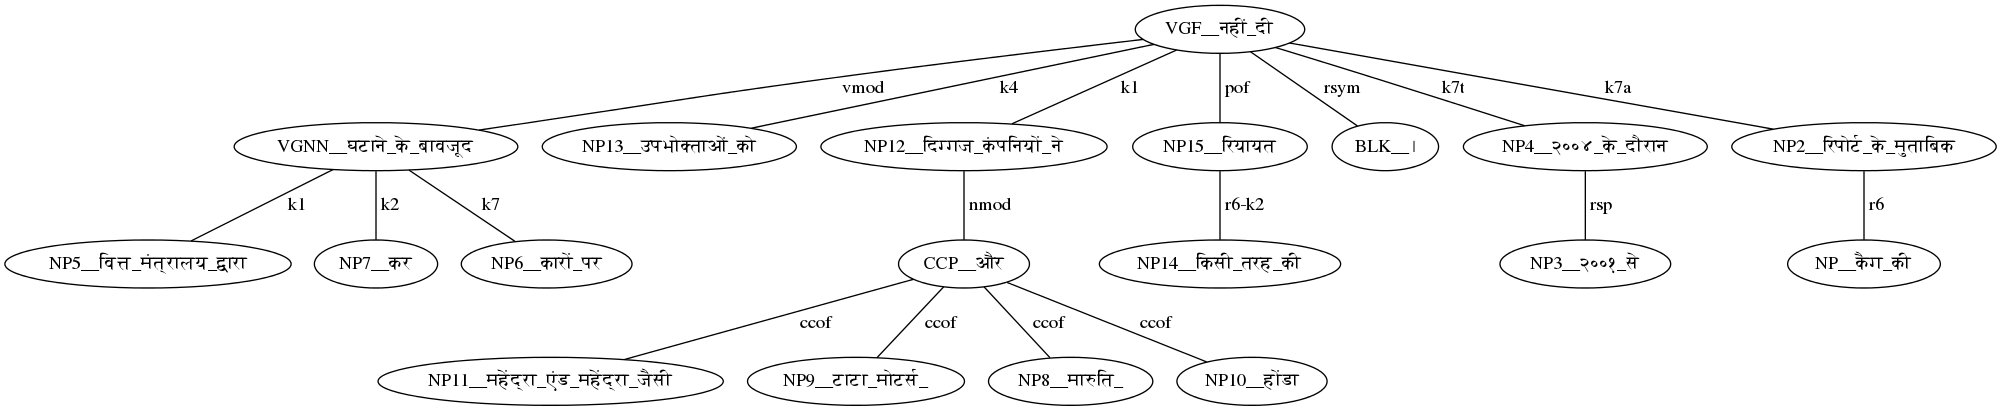 VGF__नहीं_दी
vmod k4 k1 pof rsym k7t k7a
VGNN__घटाने_के_बावजूद NP13__उपभोक्ताओं_को NP12__दिग्गज_कंपनियों_ने NP15__रियायत BLK__। NP4__२००४_के_दौरान NP2__रिपोर्ट_के_मुताबिक
k1 k2 k7 nmod r6-k2 rsp r6
NP5__वित्त_मंत्रालय_द्वारा NP7__कर NP6__कारों_पर CCP__और NP14__किसी_तरह_की NP3__२००१_से NP__कैग_की
ccof ccof ccof ccof
NP11__महेंद्रा_एंड_महेंद्रा_जैसी NP9__टाटा_मोटर्स_ NP8__मारुति_ NP10__होंडा